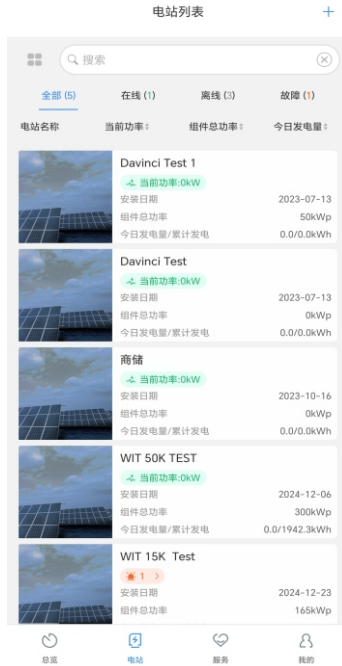 电站列表
搜索
全部 (5) 在线 (1) 离线 (3) 故障 (1)
电站名称 当前功率 组件总功率 今日发电量
Davinci Test 1
当前功率:0kW
安装日期 2023-07-13
组件总功率 50kWp
今日发电量/累计发电 0.0/0.0kWh
Davinci Test
当前功率:0kW
安装日期 2023-07-13
组件总功率 0kWp
今日发电量/累计发电 0.0/0.0kWh
商储
当前功率:0kW
安装日期 2023-10-16
组件总功率 0kWp
今日发电量/累计发电 0.0/0.0kWh
WIT 50K TEST
当前功率:0kW
安装日期 2024-12-06
组件总功率 300kWp
今日发电量/累计发电 0.0/1942.3kWh
WIT 15K Test
1
安装日期 2024-12-23
组件总功率 165kWp
总览 电站 服务 我的